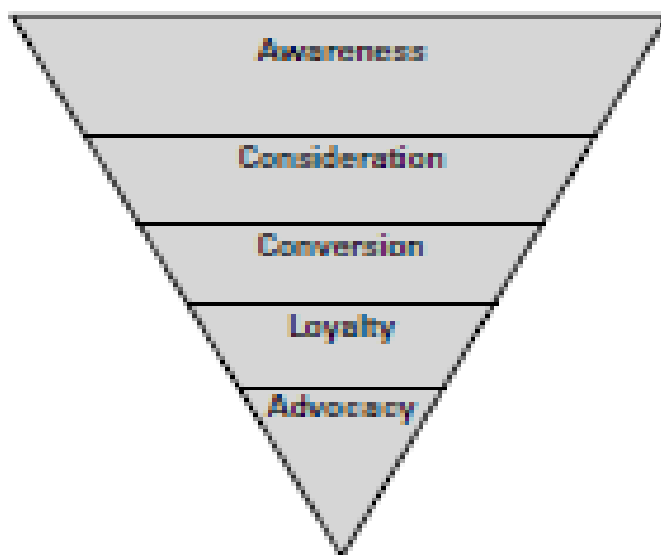 Awareness
Consideration
Conversion
Loyalty
Advocacy